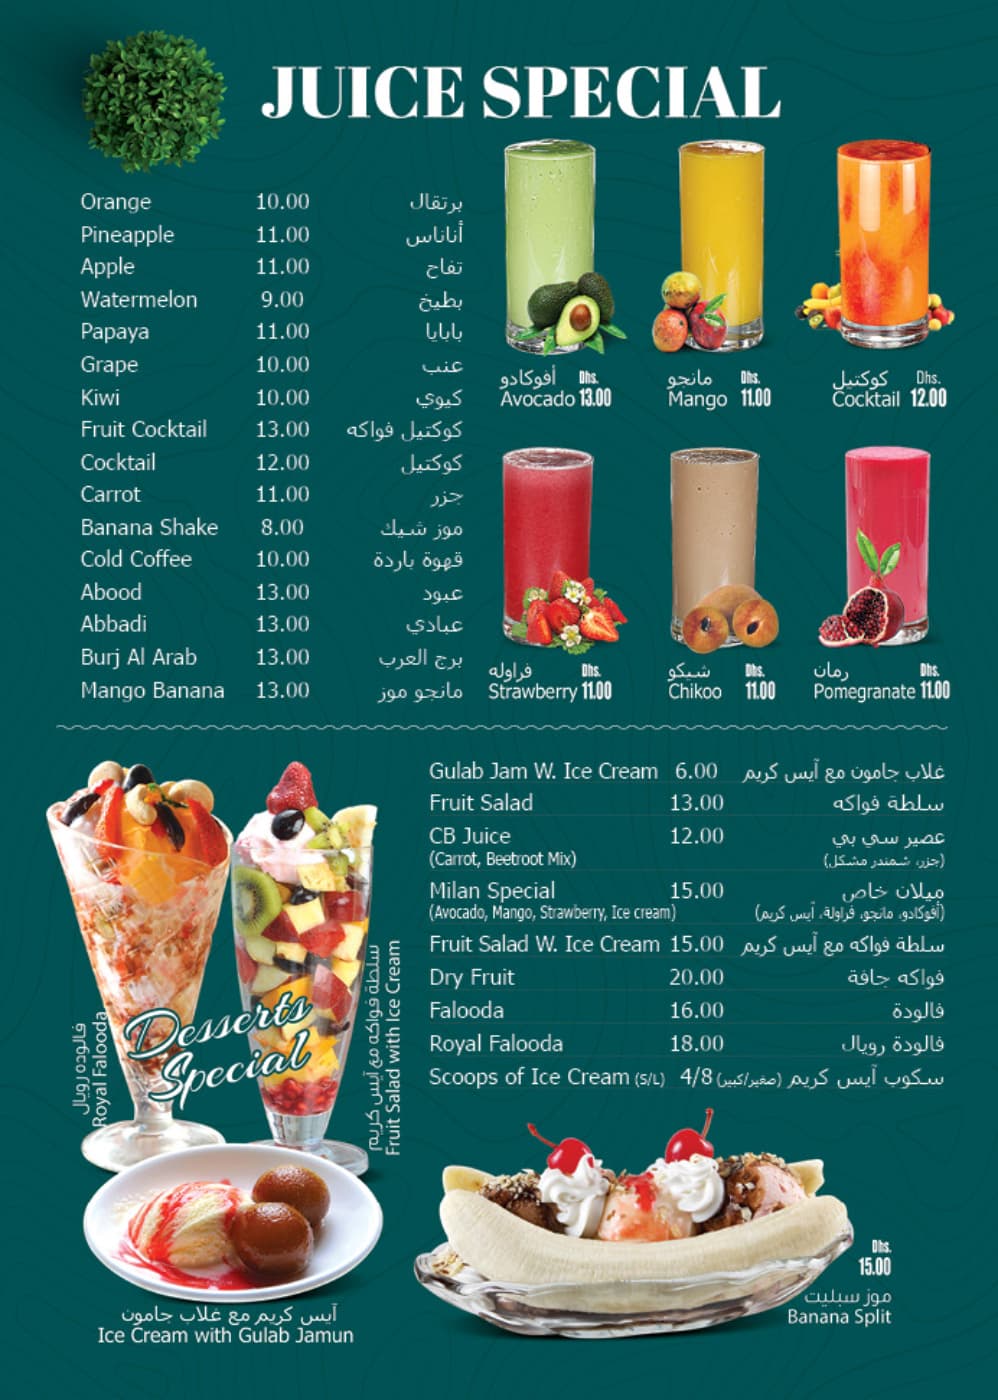 JUICE SPECIAL
Orange 10.00 برتقال
Pineapple 11.00 أناناس
Apple 11.00 تفاح
Watermelon 9.00 بطيخ
Papaya 11.00 بابايا
Grape 10.00 عنب
Kiwi 10.00 كيوي
Fruit Cocktail 13.00 كوكتيل فواكه
Cocktail 12.00 كوكتيل
Carrot 11.00 جزر
Banana Shake 8.00 موز شيك
Cold Coffee 10.00 قهوة باردة
Abood 13.00 عبود
Abbadi 13.00 عبادي
Burj Al Arab 13.00 برج العرب
Mango Banana 13.00 مانجو موز
أفوكادو Dhs.
Avocado 13.00
مانجو Dhs.
Mango 11.00
كوكتيل Dhs.
Cocktail 12.00
فراوله Dhs.
Strawberry 11.00
شيكو Dhs.
Chikoo 11.00
رمان Dhs.
Pomegranate 11.00
Gulab Jam W. Ice Cream 6.00 غلاب جامون مع آيس كريم
Fruit Salad 13.00 سلطة فواكه
CB Juice 12.00 عصير سي بي
(Carrot, Beetroot Mix) (جزر، شمندر مشكل)
Milan Special 15.00 ميلان خاص
(Avocado, Mango, Strawberry, Ice cream) (أفوكادو، مانجو، فراولة، آيس كريم)
Fruit Salad W. Ice Cream 15.00 سلطة فواكه مع آيس كريم
Dry Fruit 20.00 فواكه جافة
Falooda 16.00 فالودة
Royal Falooda 18.00 فالودة رويال
Scoops of Ice Cream (S/L) 4/8 سكوب آيس كريم (صغير/كبير)
Desserts
Special
فالوده رويال
Royal Falooda
سلطة فواكه مع آيس كريم
Fruit Salad with Ice Cream
آيس كريم مع غلاب جامون
Ice Cream with Gulab Jamun
Dhs.
15.00
موز سبليت
Banana Split